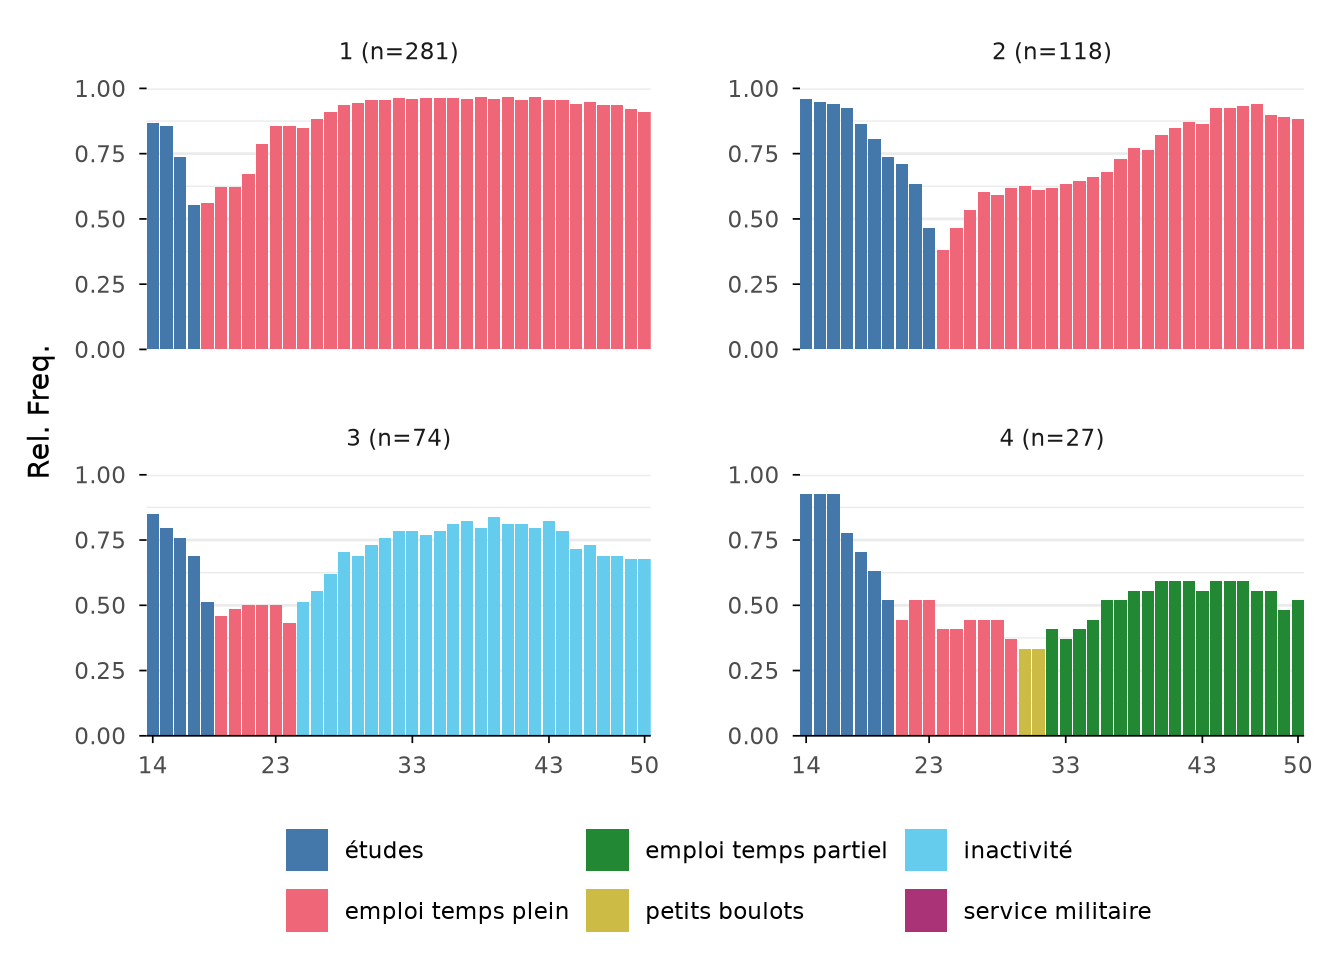 1 (n=281)
2 (n=118)
1.00
0.75
0.50
0.25
0.00
1.00
0.75
0.50
0.25
0.00
Rel. Freq.
3 (n=74)
4 (n=27)
1.00
0.75
0.50
0.25
0.00
1.00
0.75
0.50
0.25
0.00
14 23 33 43 50
14 23 33 43 50
études
emploi temps partiel
inactivité
emploi temps plein
petits boulots
service militaire